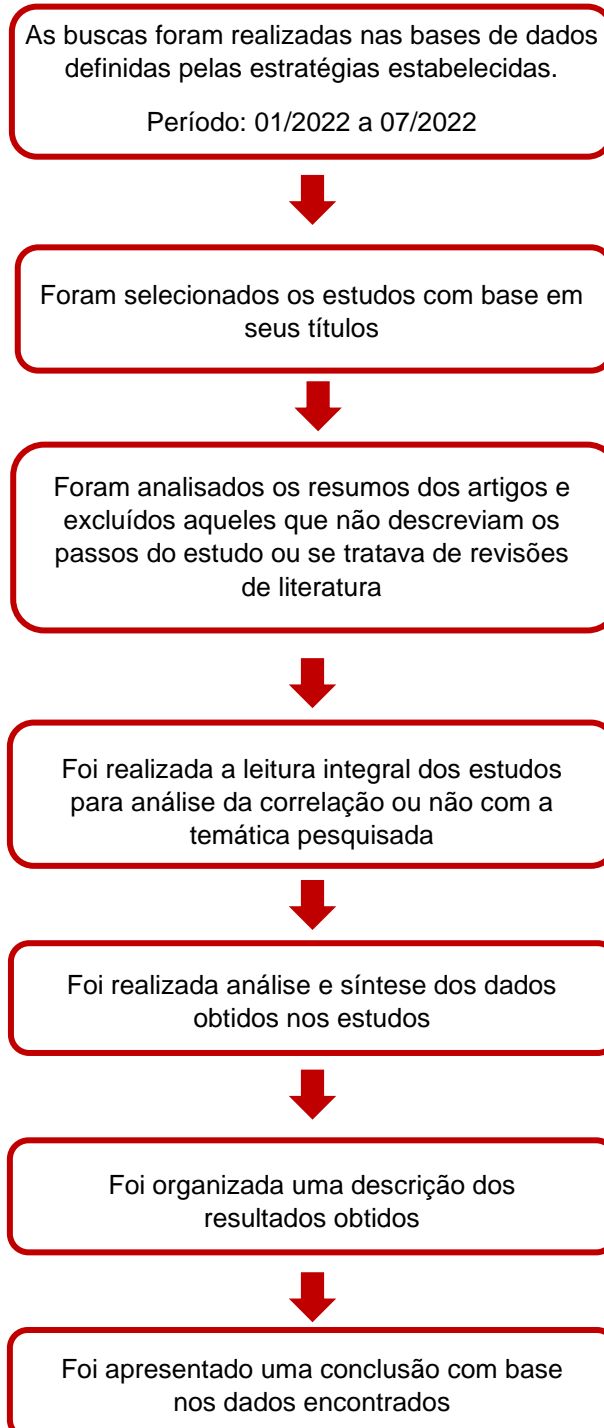 As buscas foram realizadas nas bases de dados
definidas pelas estratégias estabelecidas.
Período: 01/2022 a 07/2022
Foram selecionados os estudos com base em
seus títulos
Foram analisados os resumos dos artigos e
excluídos aqueles que não descreviam os
passos do estudo ou se tratava de revisões
de literatura
Foi realizada a leitura integral dos estudos
para análise da correlação ou não com a
temática pesquisada
Foi realizada análise e síntese dos dados
obtidos nos estudos
Foi organizada uma descrição dos
resultados obtidos
Foi apresentado uma conclusão com base
nos dados encontrados